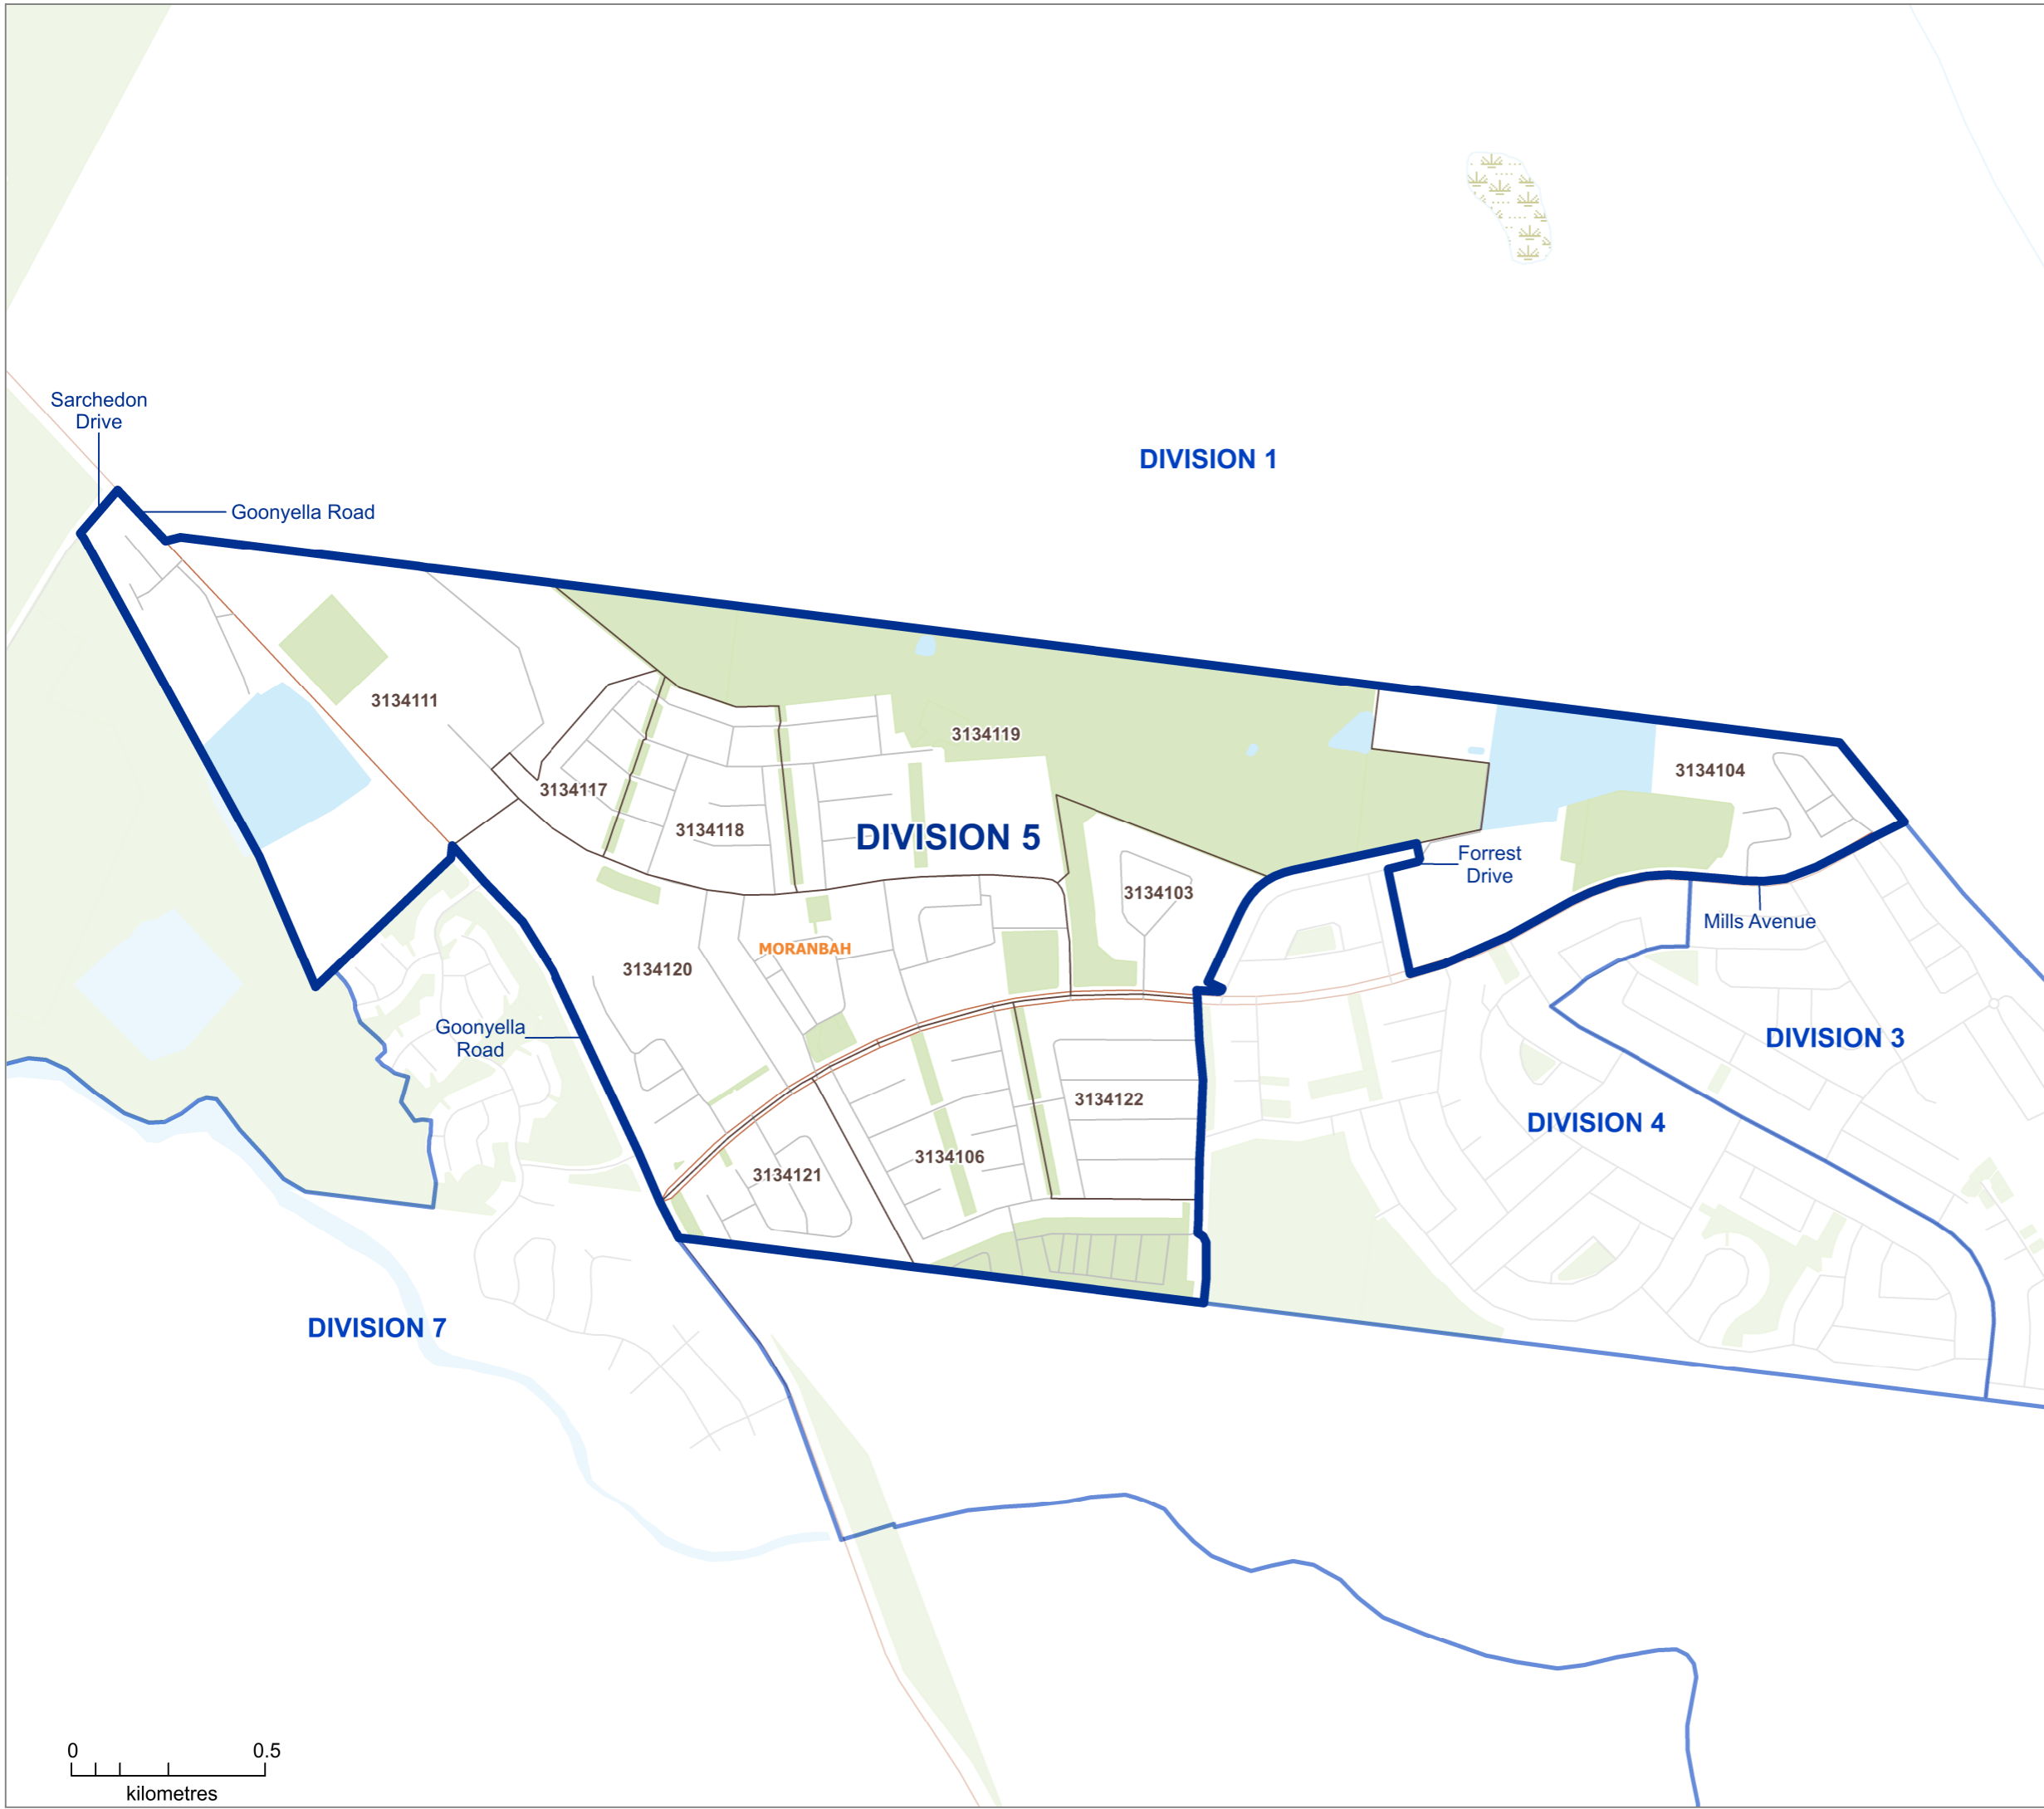 Sarchedon
Drive
DIVISION 1
Goonyella Road
3134111
3134119
3134104
3134117
3134118
DIVISION 5
Forrest
Drive
3134103
Mills Avenue
MORANBAH
3134120
Goonyella
Road
DIVISION 3
3134122
DIVISION 4
3134106
3134121
DIVISION 7
0 0.5
kilometres